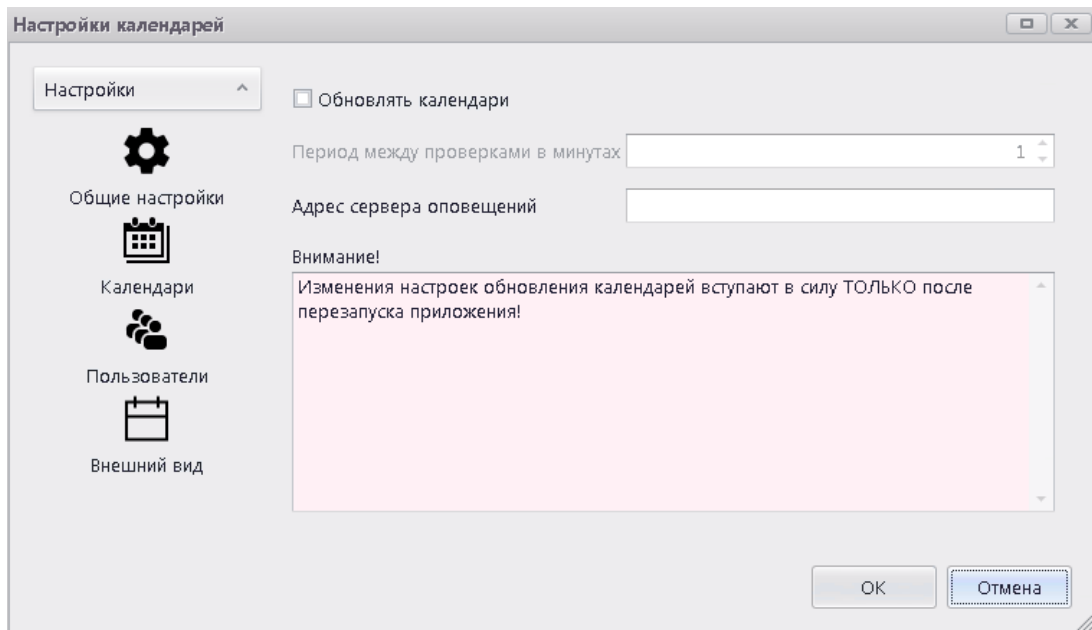 Настройки календарей
Настройки
Общие настройки
Календари
Пользователи
Внешний вид
Обновлять календари
Период между проверками в минутах 1
Адрес сервера оповещений
Внимание!
Изменения настроек обновления календарей вступают в силу ТОЛЬКО после
перезапуска приложения!
OK Отмена